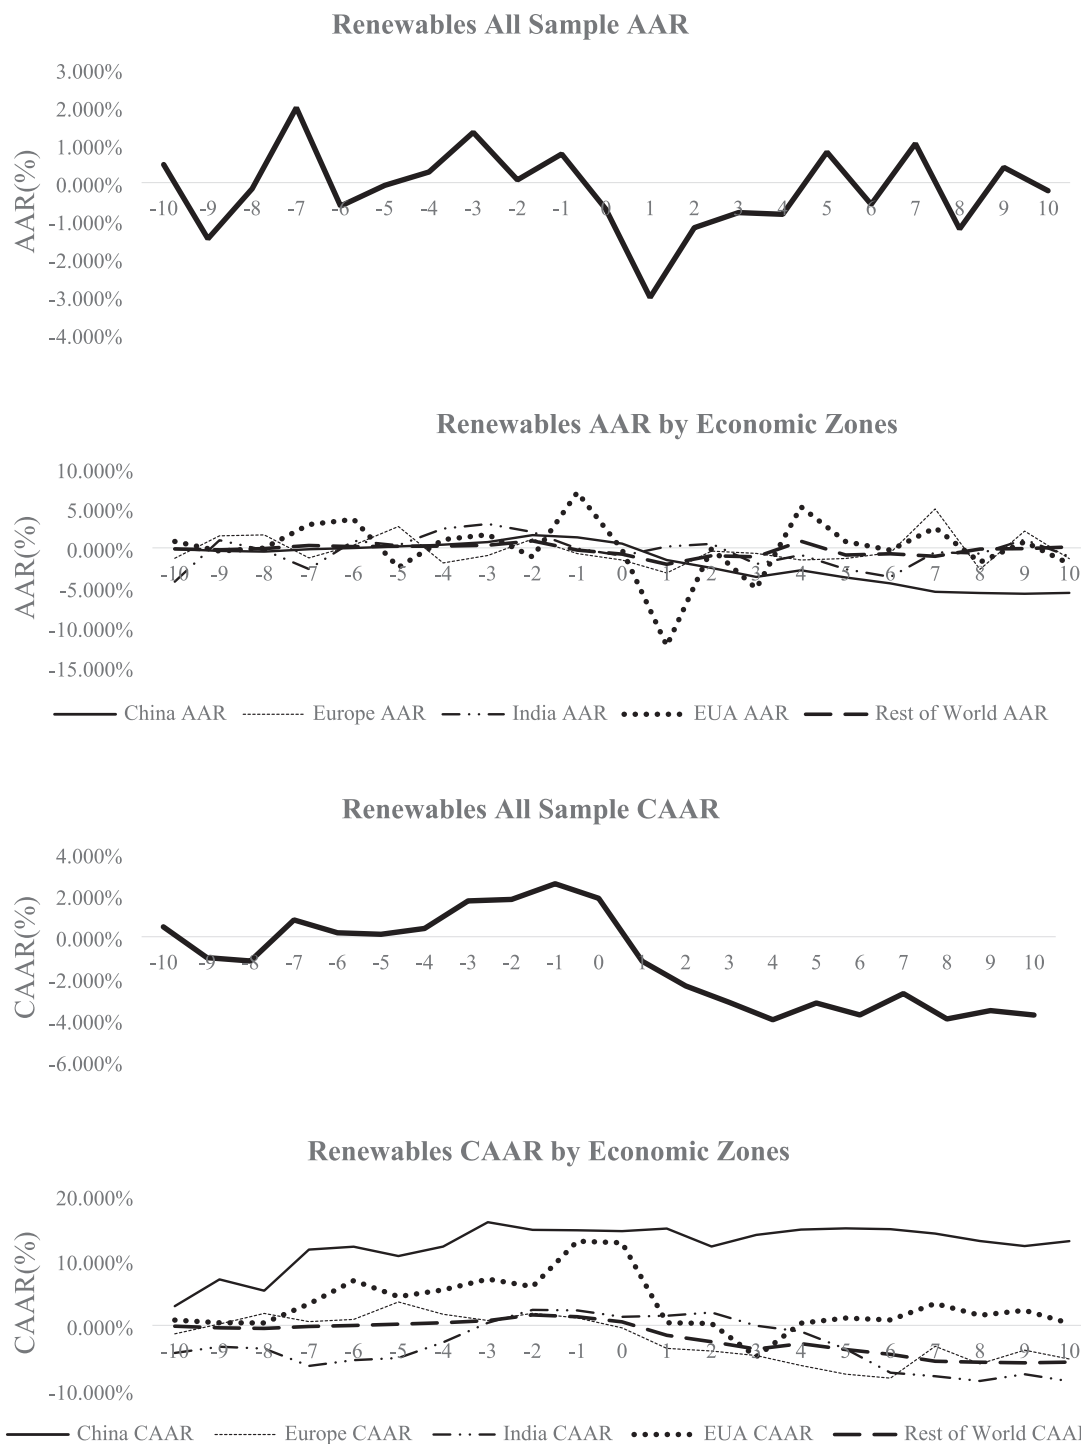 Renewables All Sample AAR
AAR(%)
3.000%
2.000%
1.000%
0.000%
-1.000%
-2.000%
-3.000%
-4.000%
-10 -9 -8 -7 -6 -5 -4 -3 -2 -1 0 1 2 3 4 5 6 7 8 9 10
Renewables AAR by Economic Zones
AAR(%)
10.000%
5.000%
0.000%
-5.000%
-10.000%
-15.000%
-10 -9 -8 -7 -6 -5 -4 -3 -2 -1 0 1 2 3 4 5 6 7 8 9 10
China AAR Europe AAR India AAR EUA AAR Rest of World AAR
Renewables All Sample CAAR
CAAR(%)
4.000%
2.000%
0.000%
-2.000%
-4.000%
-6.000%
-10 -9 -8 -7 -6 -5 -4 -3 -2 -1 0 1 2 3 4 5 6 7 8 9 10
Renewables CAAR by Economic Zones
CAAR(%)
20.000%
10.000%
0.000%
-10.000%
-10 -9 -8 -7 -6 -5 -4 -3 -2 -1 0 1 2 3 4 5 6 7 8 9 10
China CAAR Europe CAAR India CAAR EUA CAAR Rest of World CAAR